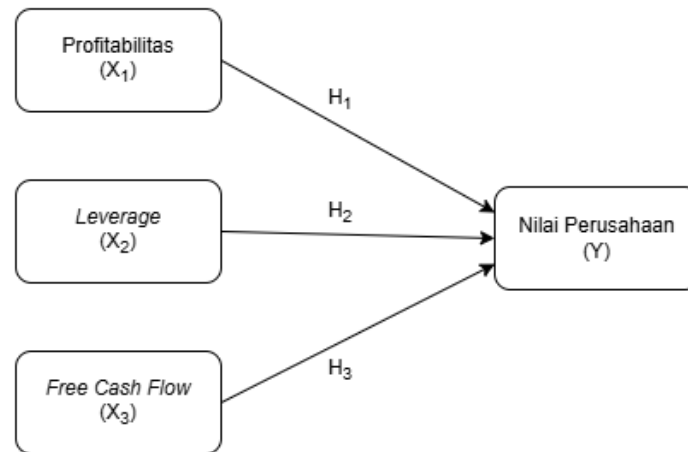 Profitabilitas
(X₁)
H₁
Leverage
(X₂)
H₂
Nilai Perusahaan
(Y)
Free Cash Flow
(X₃)
H₃